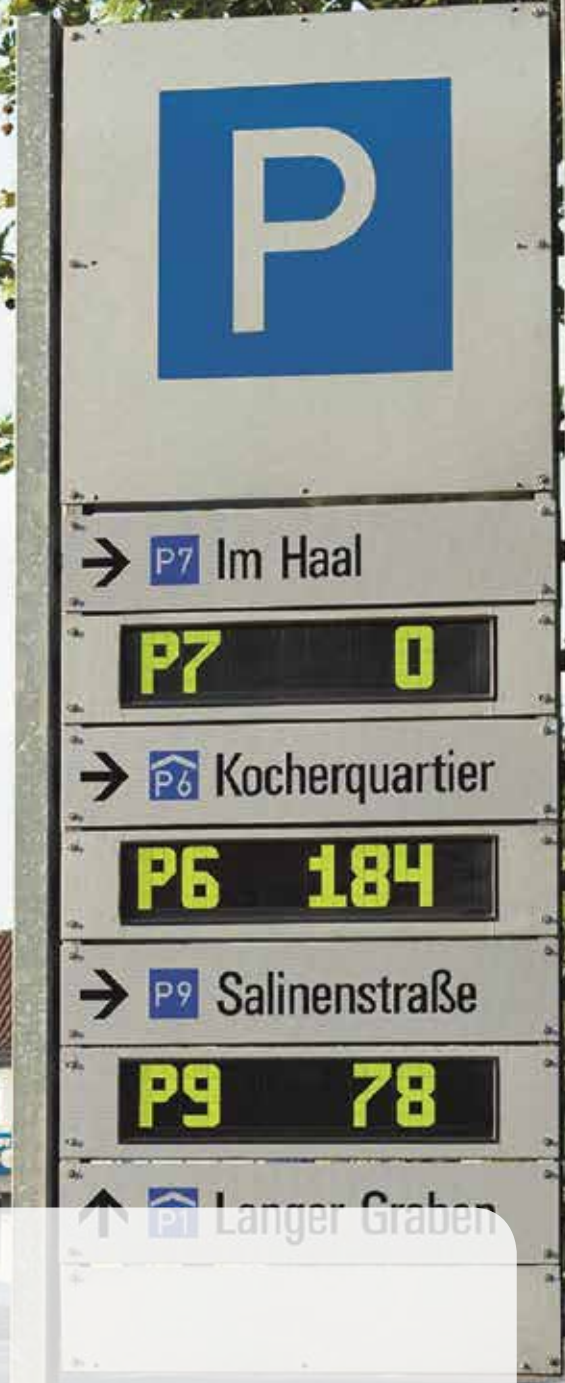 P
→ P7 Im Haal
P7 0
→ P6 Kocherquartier
P6 184
→ P9 Salinenstraße
P9 78
↑ P1 Langer Graben